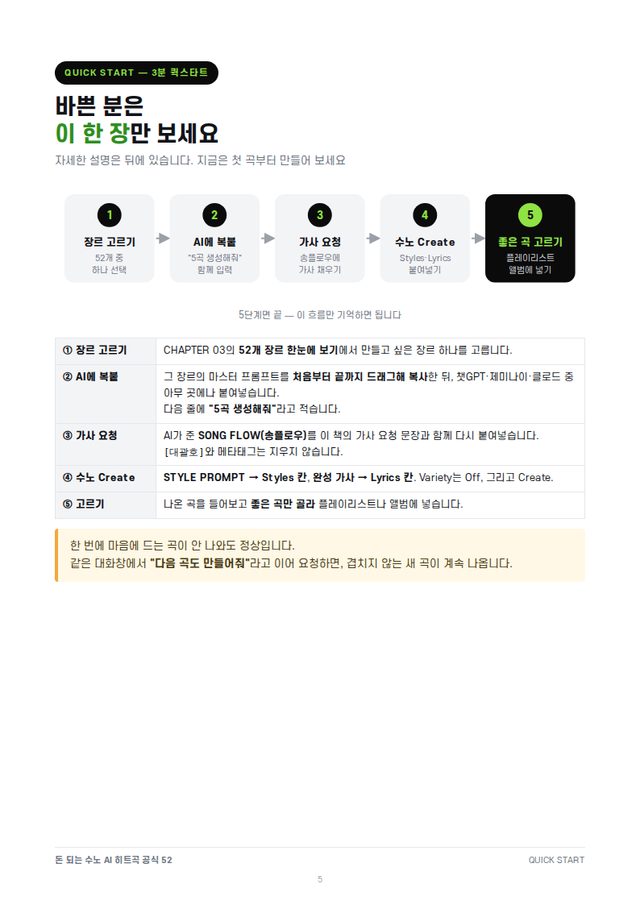 QUICK START — 3분 퀵스타트
바쁜 분은
이 한 장만 보세요
자세한 설명은 뒤에 있습니다. 지금은 첫 곡부터 만들어 보세요
1
장르 고르기
52개 중
하나 선택
2
AI에 복붙
"5곡 생성해줘"
함께 입력
3
가사 요청
송플로우에
가사 채우기
4
수노 Create
Styles·Lyrics
붙여넣기
5
좋은 곡 고르기
플레이리스트
앨범에 넣기
5단계면 끝 — 이 흐름만 기억하면 됩니다
① 장르 고르기
CHAPTER 03의 52개 장르 한눈에 보기에서 만들고 싶은 장르 하나를 고릅니다.
② AI에 복붙
그 장르의 마스터 프롬프트를 처음부터 끝까지 드래그해 복사한 뒤, 챗GPT·제미나이·클로드 중
아무 곳에나 붙여넣습니다.
다음 줄에 "5곡 생성해줘"라고 적습니다.
③ 가사 요청
AI가 준 SONG FLOW(송플로우)를 이 책의 가사 요청 문장과 함께 다시 붙여넣습니다.
[대괄호]와 메타태그는 지우지 않습니다.
④ 수노 Create
STYLE PROMPT → Styles 칸, 완성 가사 → Lyrics 칸. Variety는 Off, 그리고 Create.
⑤ 고르기
나온 곡을 들어보고 좋은 곡만 골라 플레이리스트나 앨범에 넣습니다.
한 번에 마음에 드는 곡이 안 나와도 정상입니다.
같은 대화창에서 "다음 곡도 만들어줘"라고 이어 요청하면, 겹치지 않는 새 곡이 계속 나옵니다.
돈 되는 수노 AI 히트곡 공식 52
QUICK START
5